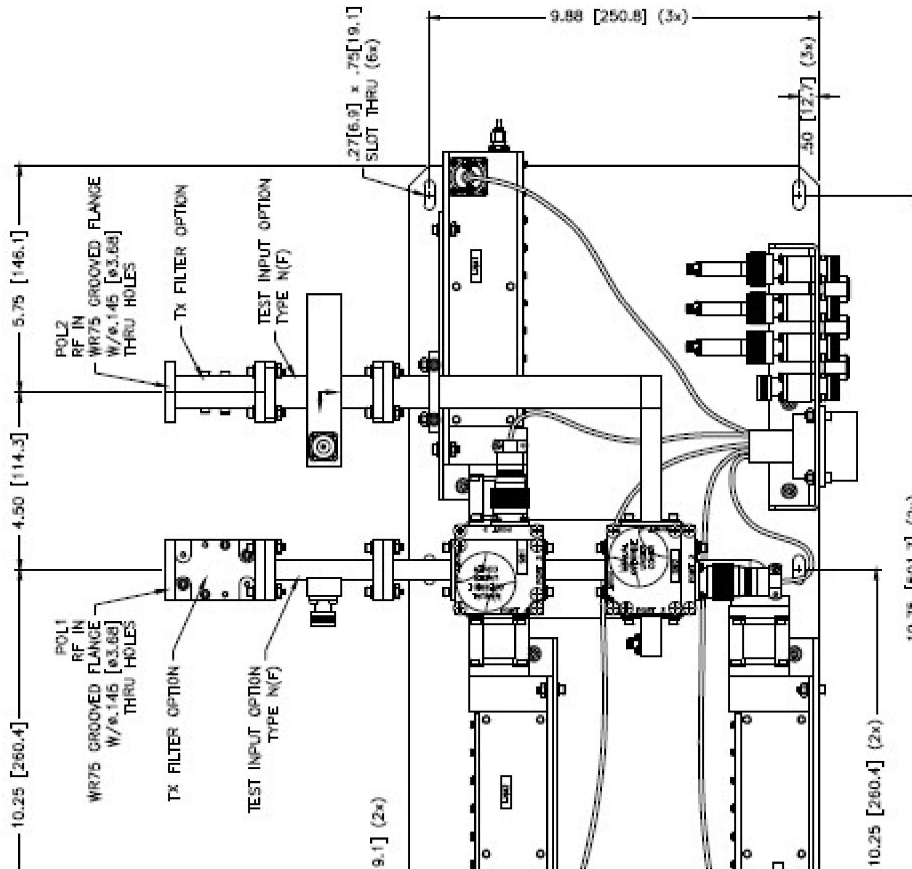 9.88 [250.8] (3x)
.27[6.9] x .75[19.1]
SLOT THRU (6x)
.50 [12.7] (3x)
5.75 [146.1]
POL2
RF IN
WR75 GROOVED FLANGE
W/ø.145 [ø3.68]
THRU HOLES
TX FILTER OPTION
TEST INPUT OPTION
TYPE N(F)
4.50 [114.3]
POL1
RF IN
WR75 GROOVED FLANGE
W/ø.145 [ø3.68]
THRU HOLES
TX FILTER OPTION
TEST INPUT OPTION
TYPE N(F)
10.25 [260.4]
9.1] (2x)
10.25 [260.4] (2x)